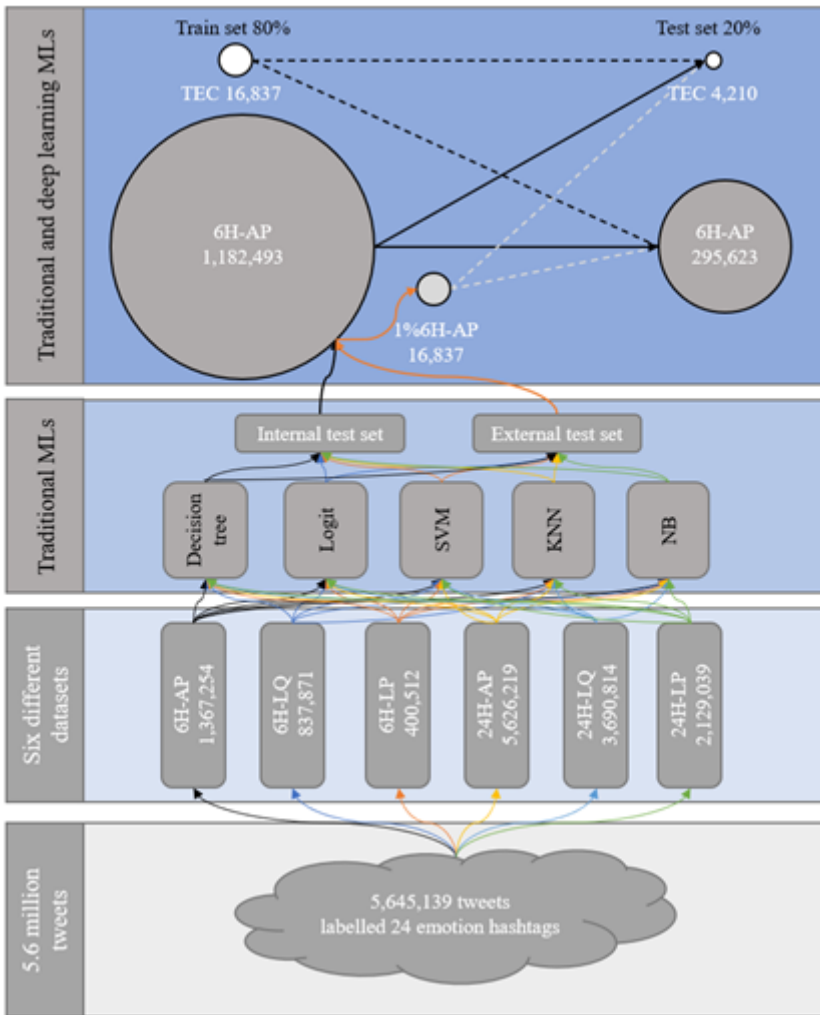 Traditional and deep learning MLs
Train set 80%
Test set 20%
TEC 16,837
TEC 4,210
6H-AP
1,182,493
6H-AP
295,623
1%6H-AP
16,837
Traditional MLs
Internal test set
External test set
Decision
tree
Logit
SVM
KNN
NB
Six different
datasets
6H-AP
1,367,254
6H-LQ
837,871
6H-LP
400,512
24H-AP
5,626,219
24H-LQ
3,690,814
24H-LP
2,129,039
5.6 million
tweets
5,645,139 tweets
labelled 24 emotion hashtags